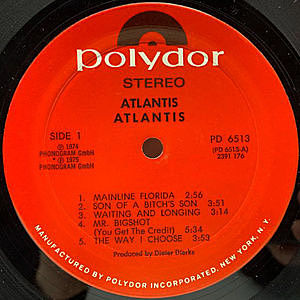 polydor
STEREO
ATLANTIS
ATLANTIS
SIDE 1
PD 6513
(PD 6513-A)
2391 176
Ⓟ 1974
PHONOGRAM GmbH
* Ⓟ 1975
PHONOGRAM GmbH
1. MAINLINE FLORIDA 2:56
2. SON OF A BITCH'S SON 3:51
3. WAITING AND LONGING 3:14
4. MR. BIGSHOT
(You Get The Credit) 5:34
5. THE WAY I CHOOSE 3:53
Produced by Dieter Dierks
MANUFACTURED BY POLYDOR INCORPORATED, NEW YORK, N.Y.